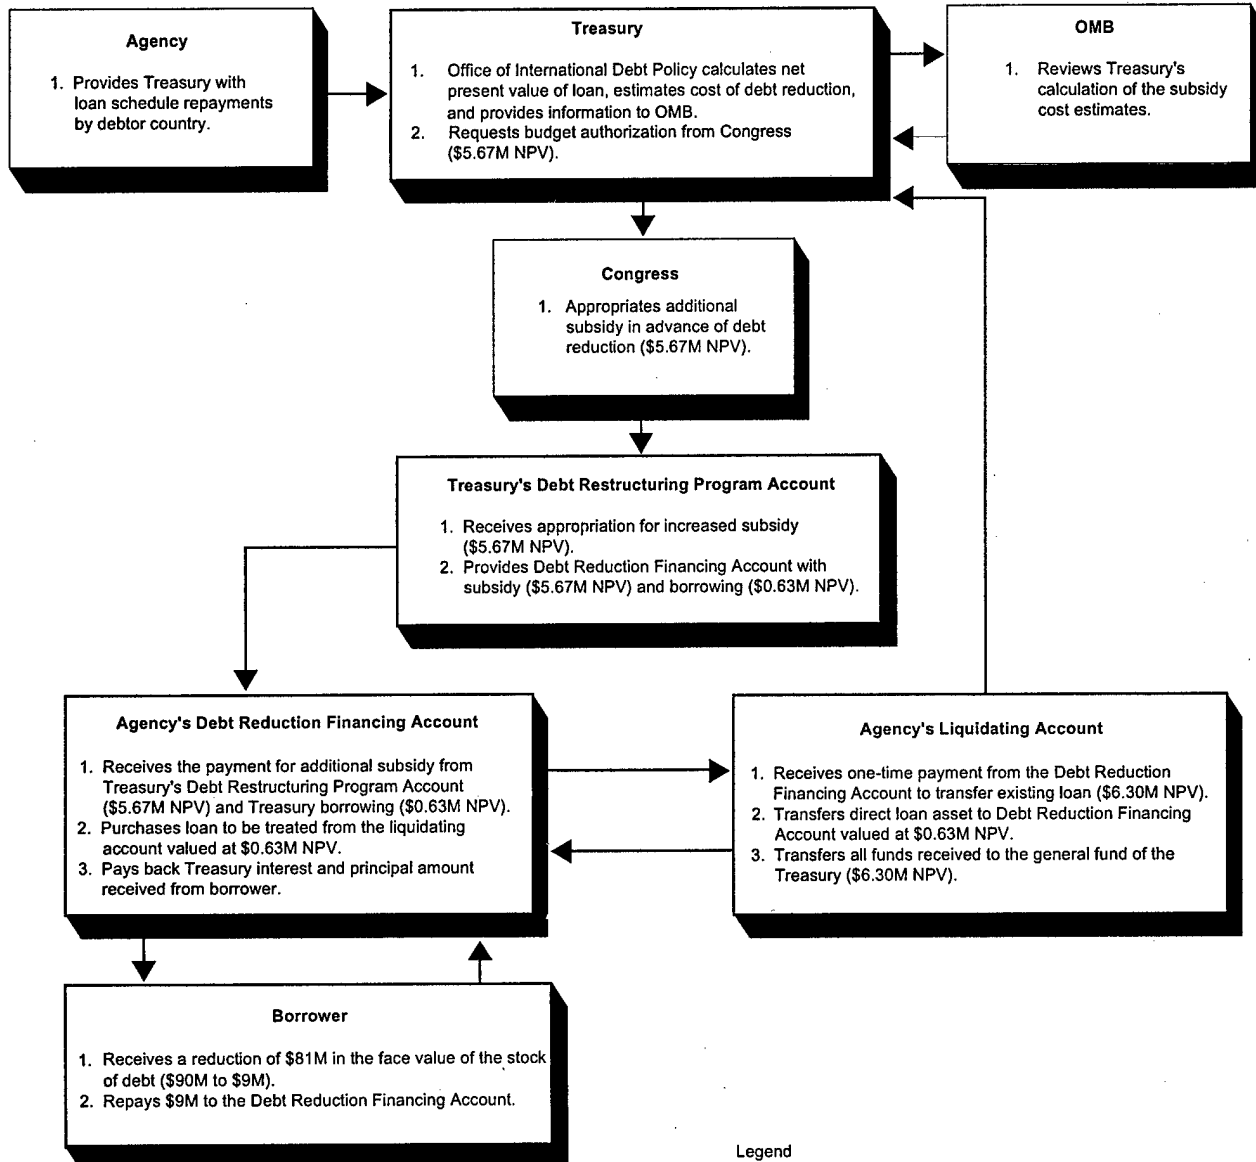 Agency
1. Provides Treasury with
loan schedule repayments
by debtor country.
Treasury
1. Office of International Debt Policy calculates net
present value of loan, estimates cost of debt reduction,
and provides information to OMB.
2. Requests budget authorization from Congress
($5.67M NPV).
OMB
1. Reviews Treasury's
calculation of the subsidy
cost estimates.
Congress
1. Appropriates additional
subsidy in advance of debt
reduction ($5.67M NPV).
Treasury's Debt Restructuring Program Account
1. Receives appropriation for increased subsidy
($5.67M NPV).
2. Provides Debt Reduction Financing Account with
subsidy ($5.67M NPV) and borrowing ($0.63M NPV).
Agency's Debt Reduction Financing Account
1. Receives the payment for additional subsidy from
Treasury's Debt Restructuring Program Account
($5.67M NPV) and Treasury borrowing ($0.63M NPV).
2. Purchases loan to be treated from the liquidating
account valued at $0.63M NPV.
3. Pays back Treasury interest and principal amount
received from borrower.
Agency's Liquidating Account
1. Receives one-time payment from the Debt Reduction
Financing Account to transfer existing loan ($6.30M NPV).
2. Transfers direct loan asset to Debt Reduction Financing
Account valued at $0.63M NPV.
3. Transfers all funds received to the general fund of the
Treasury ($6.30M NPV).
Borrower
1. Receives a reduction of $81M in the face value of the stock
of debt ($90M to $9M).
2. Repays $9M to the Debt Reduction Financing Account.
Legend